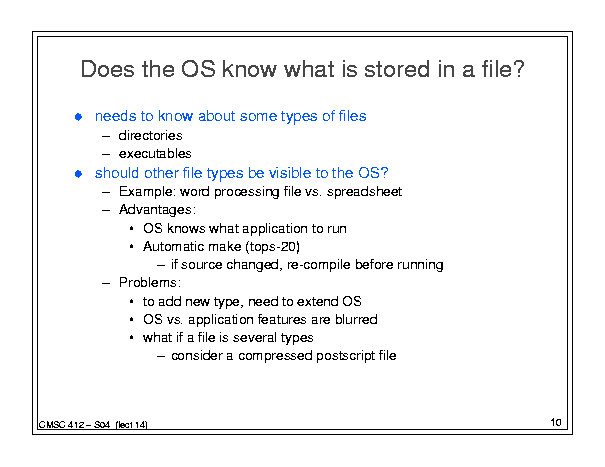 Does the OS know what is stored in a file?
● needs to know about some types of files
– directories
– executables
● should other file types be visible to the OS?
– Example: word processing file vs. spreadsheet
– Advantages:
• OS knows what application to run
• Automatic make (tops-20)
– if source changed, re-compile before running
– Problems:
• to add new type, need to extend OS
• OS vs. application features are blurred
• what if a file is several types
– consider a compressed postscript file
CMSC 412 – S04 (lect 14)
10